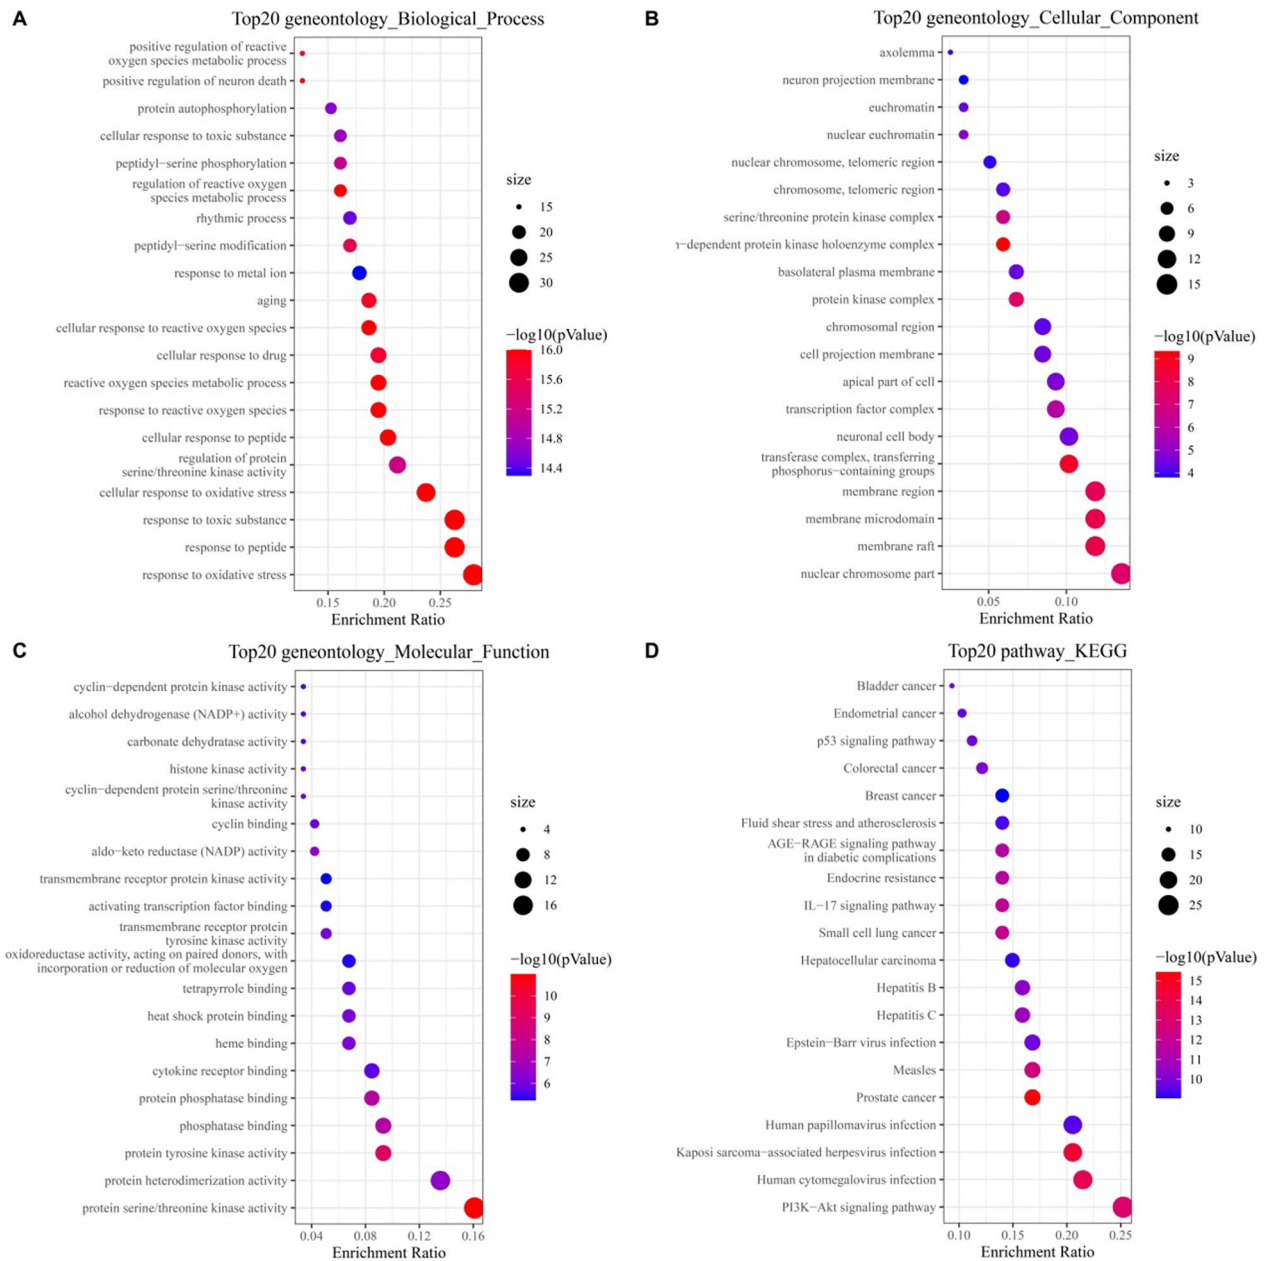 A
Top20 geneontology_Biological_Process
positive regulation of reactive
oxygen species metabolic process
positive regulation of neuron death
protein autophosphorylation
cellular response to toxic substance
peptidyl−serine phosphorylation
regulation of reactive oxygen
species metabolic process
rhythmic process
peptidyl−serine modification
response to metal ion
aging
cellular response to reactive oxygen species
cellular response to drug
reactive oxygen species metabolic process
response to reactive oxygen species
cellular response to peptide
regulation of protein
serine/threonine kinase activity
cellular response to oxidative stress
response to toxic substance
response to peptide
response to oxidative stress
0.15 0.20 0.25
Enrichment Ratio
size
15
20
25
30
−log10(pValue)
16.0
15.6
15.2
14.8
14.4
B
Top20 geneontology_Cellular_Component
axolemma
neuron projection membrane
euchromatin
nuclear euchromatin
nuclear chromosome, telomeric region
chromosome, telomeric region
serine/threonine protein kinase complex
n−dependent protein kinase holoenzyme complex
basolateral plasma membrane
protein kinase complex
chromosomal region
cell projection membrane
apical part of cell
transcription factor complex
neuronal cell body
transferase complex, transferring
phosphorus−containing groups
membrane region
membrane microdomain
membrane raft
nuclear chromosome part
0.05 0.10
Enrichment Ratio
size
3
6
9
12
15
−log10(pValue)
9
8
7
6
5
4
C
Top20 geneontology_Molecular_Function
cyclin−dependent protein kinase activity
alcohol dehydrogenase (NADP+) activity
carbonate dehydratase activity
histone kinase activity
cyclin−dependent protein serine/threonine
kinase activity
cyclin binding
aldo−keto reductase (NADP) activity
transmembrane receptor protein kinase activity
activating transcription factor binding
transmembrane receptor protein
tyrosine kinase activity
oxidoreductase activity, acting on paired donors, with
incorporation or reduction of molecular oxygen
tetrapyrrole binding
heat shock protein binding
heme binding
cytokine receptor binding
protein phosphatase binding
phosphatase binding
protein tyrosine kinase activity
protein heterodimerization activity
protein serine/threonine kinase activity
0.04 0.08 0.12 0.16
Enrichment Ratio
size
4
8
12
16
−log10(pValue)
10
9
8
7
6
D
Top20 pathway_KEGG
Bladder cancer
Endometrial cancer
p53 signaling pathway
Colorectal cancer
Breast cancer
Fluid shear stress and atherosclerosis
AGE−RAGE signaling pathway
in diabetic complications
Endocrine resistance
IL−17 signaling pathway
Small cell lung cancer
Hepatocellular carcinoma
Hepatitis B
Hepatitis C
Epstein−Barr virus infection
Measles
Prostate cancer
Human papillomavirus infection
Kaposi sarcoma−associated herpesvirus infection
Human cytomegalovirus infection
PI3K−Akt signaling pathway
0.10 0.15 0.20 0.25
Enrichment Ratio
size
10
15
20
25
−log10(pValue)
15
14
13
12
11
10